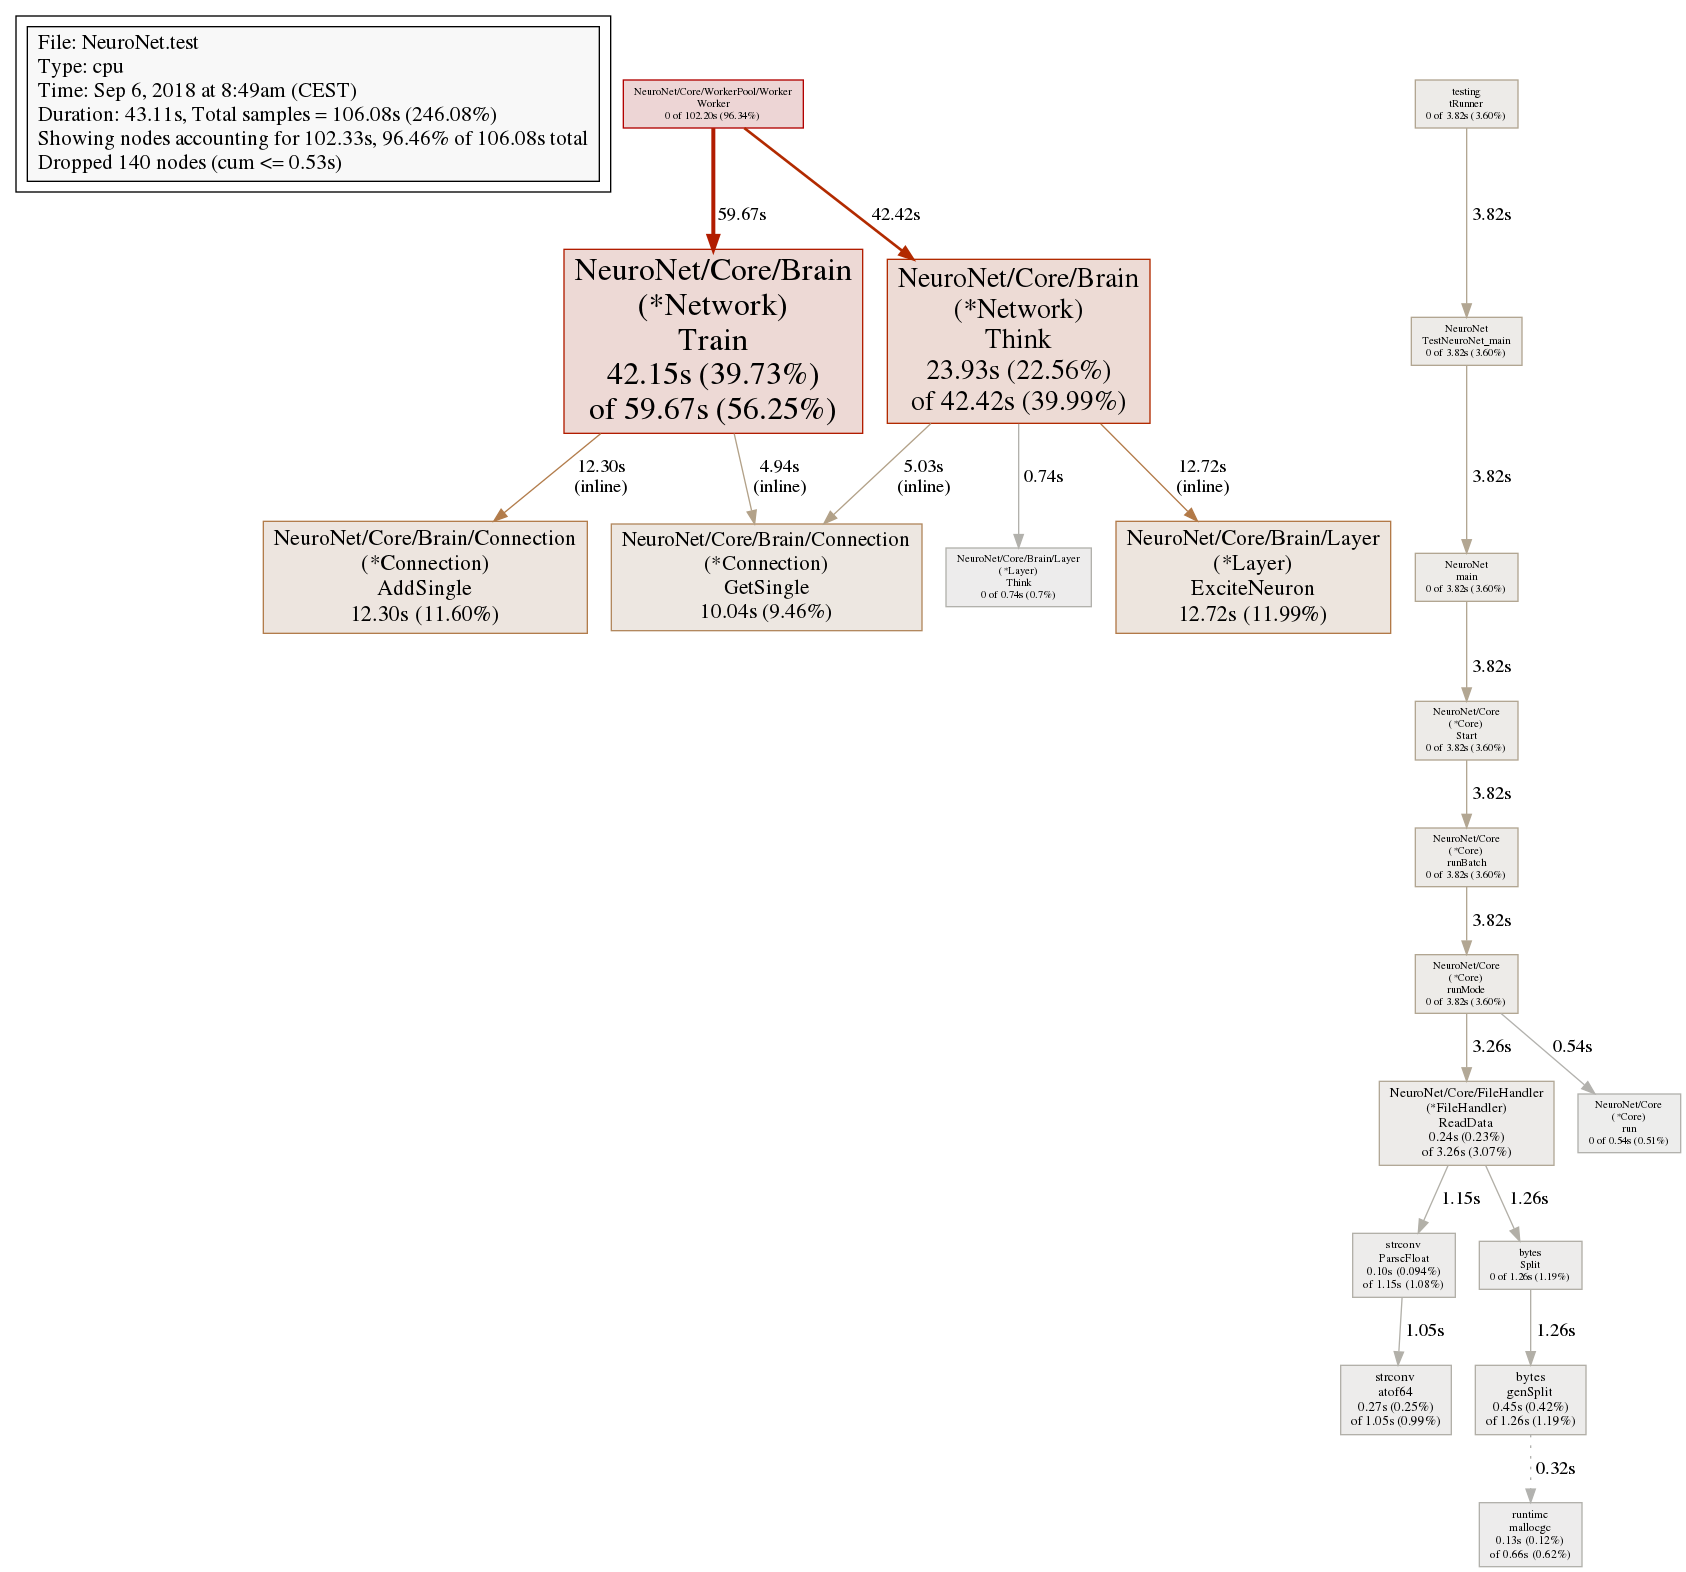 File: NeuroNet.test
Type: cpu
Time: Sep 6, 2018 at 8:49am (CEST)
Duration: 43.11s, Total samples = 106.08s (246.08%)
Showing nodes accounting for 102.33s, 96.46% of 106.08s total
Dropped 140 nodes (cum <= 0.53s)
NeuroNet/Core/WorkerPool/Worker
Worker
0 of 102.20s (96.34%)
testing
tRunner
0 of 3.82s (3.60%)
59.67s
42.42s
3.82s
NeuroNet/Core/Brain
(*Network)
Train
42.15s (39.73%)
of 59.67s (56.25%)
NeuroNet/Core/Brain
(*Network)
Think
23.93s (22.56%)
of 42.42s (39.99%)
NeuroNet
TestNeuroNet_main
0 of 3.82s (3.60%)
12.30s
(inline)
4.94s
(inline)
5.03s
(inline)
0.74s
12.72s
(inline)
3.82s
NeuroNet/Core/Brain/Connection
(*Connection)
AddSingle
12.30s (11.60%)
NeuroNet/Core/Brain/Connection
(*Connection)
GetSingle
10.04s (9.46%)
NeuroNet/Core/Brain/Layer
(*Layer)
Think
0 of 0.74s (0.7%)
NeuroNet/Core/Brain/Layer
(*Layer)
ExciteNeuron
12.72s (11.99%)
NeuroNet
main
0 of 3.82s (3.60%)
3.82s
NeuroNet/Core
(*Core)
Start
0 of 3.82s (3.60%)
3.82s
NeuroNet/Core
(*Core)
runBatch
0 of 3.82s (3.60%)
3.82s
NeuroNet/Core
(*Core)
runMode
0 of 3.82s (3.60%)
3.26s
0.54s
NeuroNet/Core/FileHandler
(*FileHandler)
ReadData
0.24s (0.23%)
of 3.26s (3.07%)
NeuroNet/Core
(*Core)
run
0 of 0.54s (0.51%)
1.15s
1.26s
strconv
ParseFloat
0.10s (0.094%)
of 1.15s (1.08%)
bytes
Split
0 of 1.26s (1.19%)
1.05s
1.26s
strconv
atof64
0.27s (0.25%)
of 1.05s (0.99%)
bytes
genSplit
0.45s (0.42%)
of 1.26s (1.19%)
0.32s
runtime
mallocgc
0.13s (0.12%)
of 0.66s (0.62%)